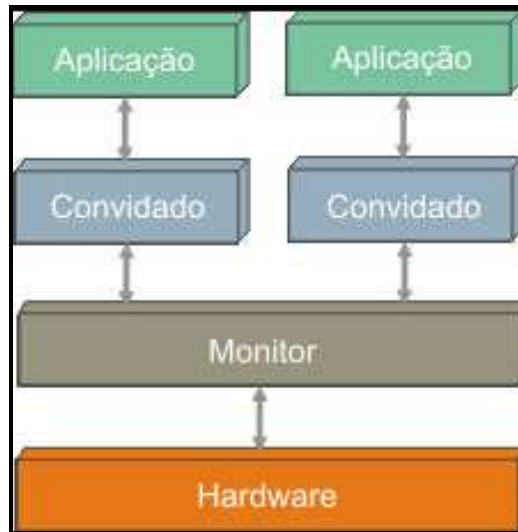 Aplicação Aplicação
Convidado Convidado
Monitor
Hardware